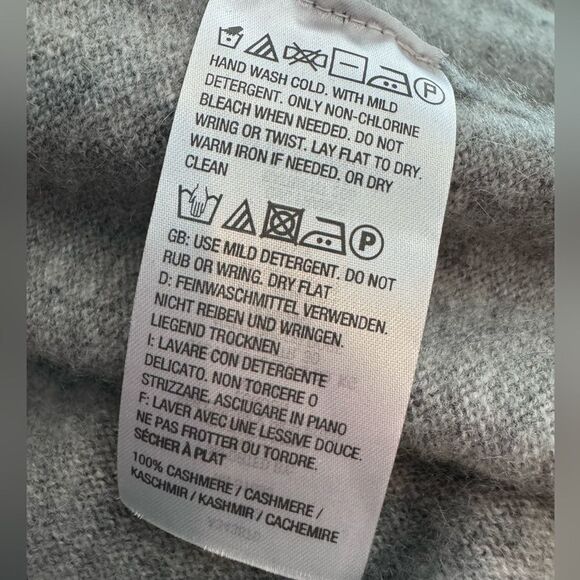 HAND WASH COLD. WITH MILD
DETERGENT. ONLY NON-CHLORINE
BLEACH WHEN NEEDED. DO NOT
WRING OR TWIST. LAY FLAT TO DRY.
WARM IRON IF NEEDED. OR DRY
CLEAN
P
P
GB: USE MILD DETERGENT. DO NOT
RUB OR WRING. DRY FLAT
D: FEINWASCHMITTEL VERWENDEN.
NICHT REIBEN UND WRINGEN.
LIEGEND TROCKNEN
I: LAVARE CON DETERGENTE
DELICATO. NON TORCERE O
STRIZZARE. ASCIUGARE IN PIANO
F: LAVER AVEC UNE LESSIVE DOUCE.
NE PAS FROTTER OU TORDRE.
SÉCHER À PLAT
100% CASHMERE / CASHMERE /
KASCHMIR / KASHMIR / CACHEMIRE